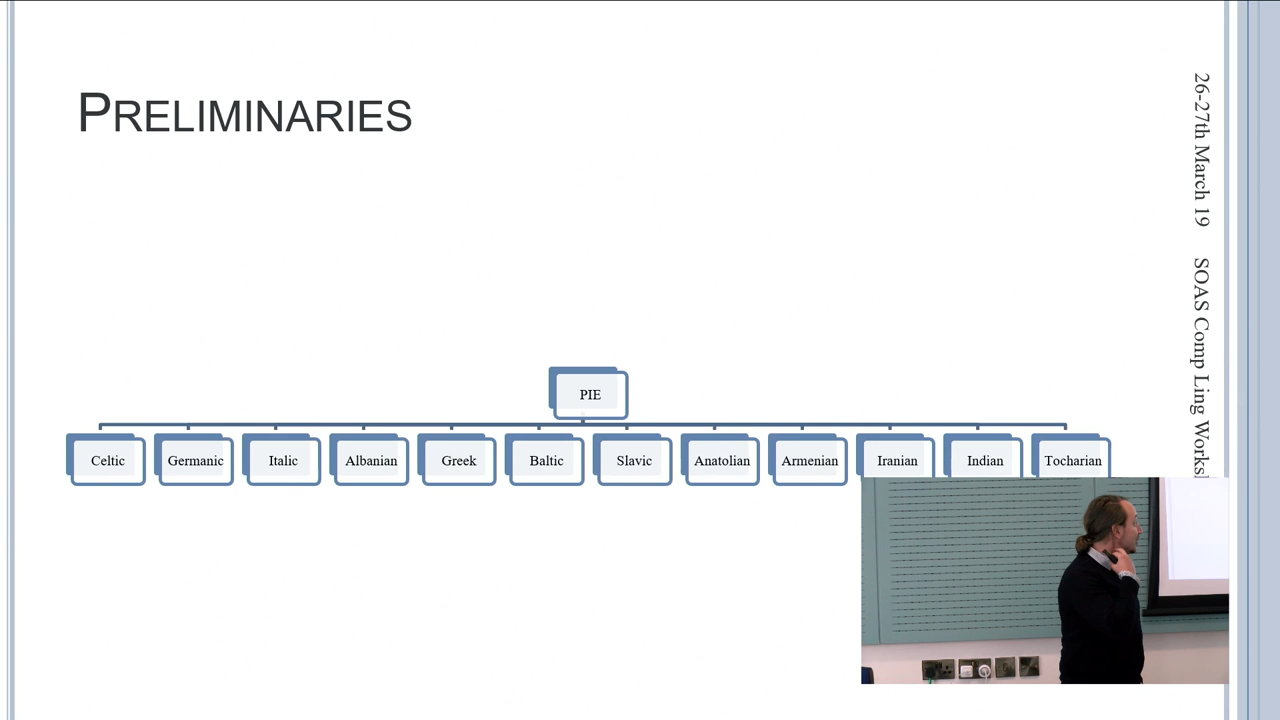 PRELIMINARIES
26-27th March 19 SOAS Comp Ling
PIE
Celtic Germanic Italic Albanian Greek Baltic Slavic Anatolian Armenian Iranian Indian Tocharian